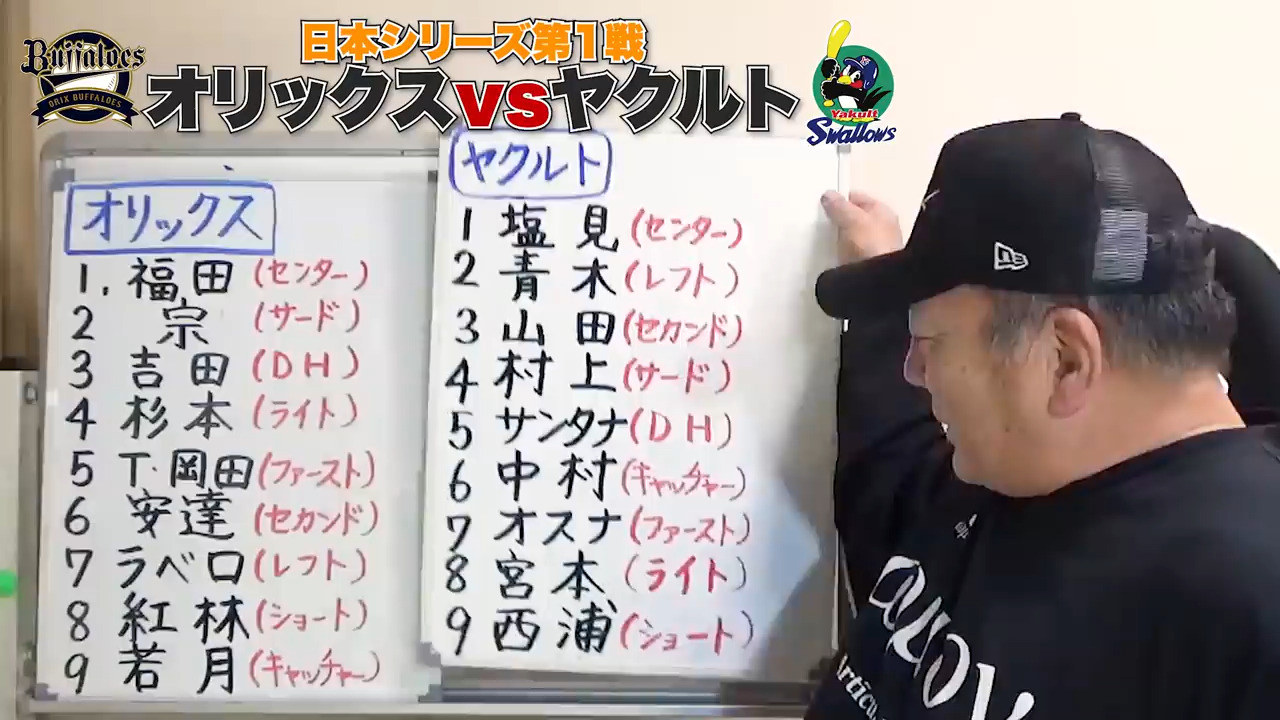 日本シリーズ第1戦
オリックスvsヤクルト
Buffaloes
ORIX BUFFALOES
Yakult
Swallows
オリックス
1. 福田 (センター)
2 宗 (サード)
3 吉田 (DH)
4 杉本 (ライト)
5 T-岡田 (ファースト)
6 安達 (セカンド)
7 ラベロ (レフト)
8 紅林 (ショート)
9 若月 (キャッチャー)
ヤクルト
1 塩見 (センター)
2 青木 (レフト)
3 山田 (セカンド)
4 村上 (サード)
5 サンタナ (DH)
6 中村 (キャッチャー)
7 オスナ (ファースト)
8 宮本 (ライト)
9 西浦 (ショート)